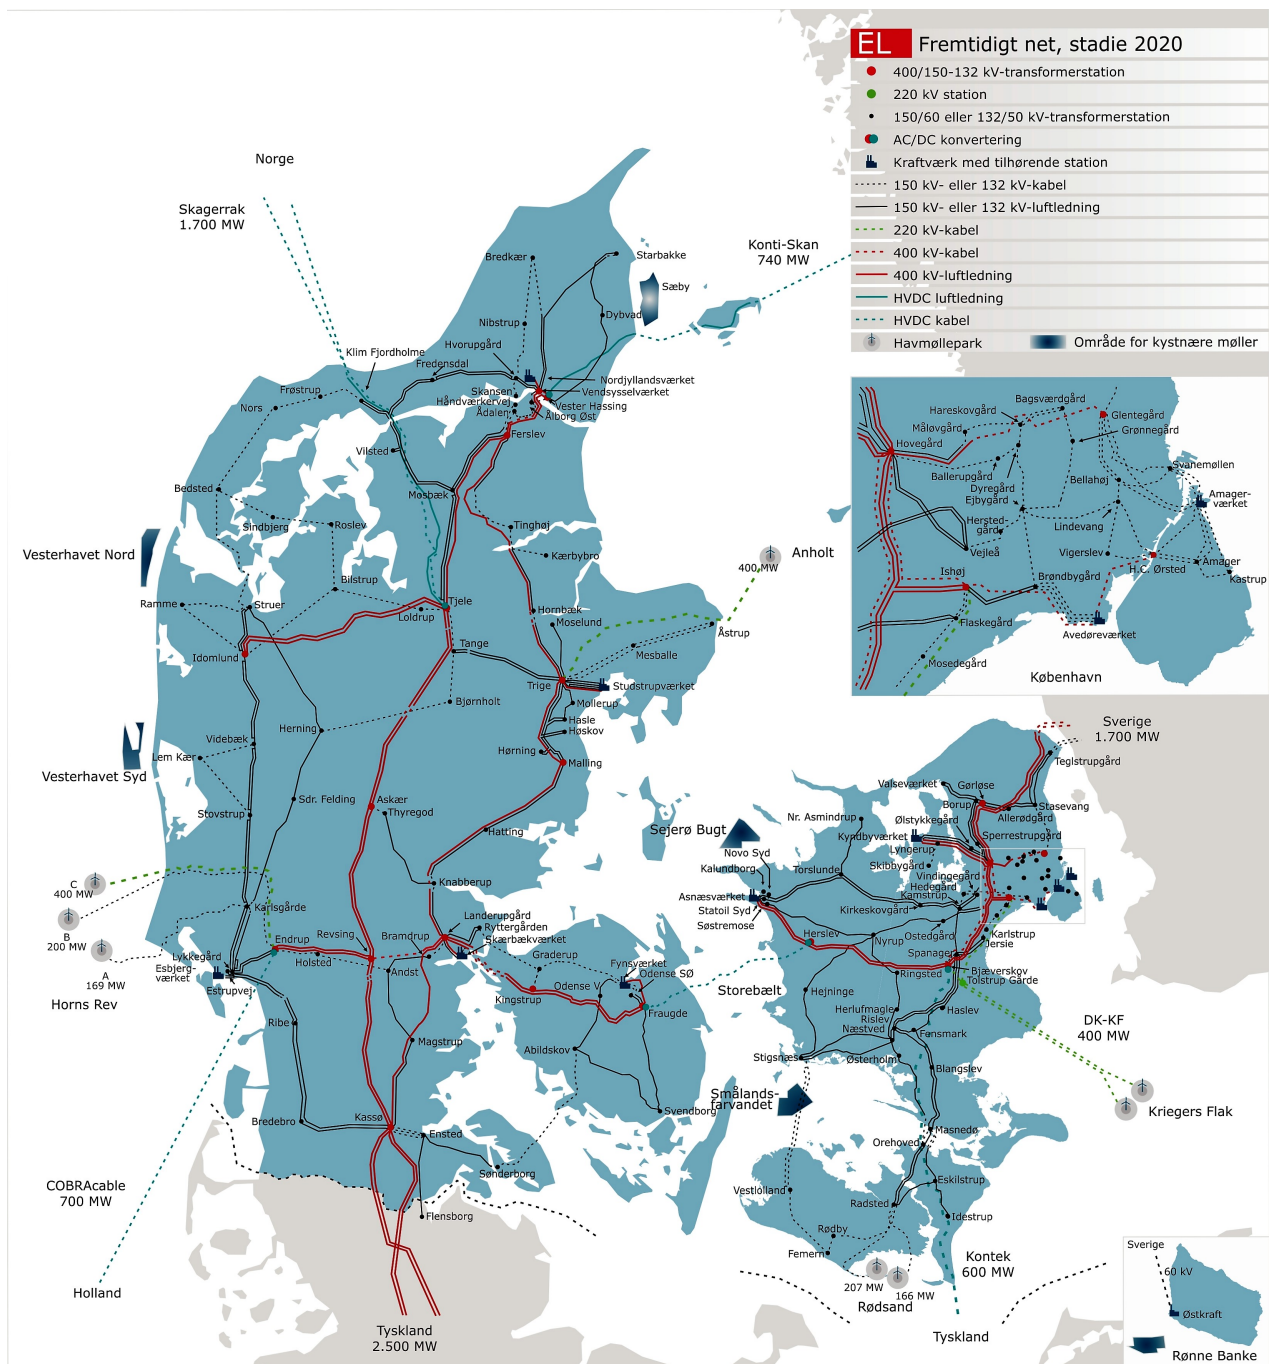 EL Fremtidigt net, stadie 2020
400/150-132 kV-transformerstation
220 kV station
150/60 eller 132/50 kV-transformerstation
AC/DC konvertering
Kraftværk med tilhørende station
150 kV- eller 132 kV-kabel
150 kV- eller 132 kV-luftledning
220 kV-kabel
400 kV-kabel
400 kV-luftledning
HVDC luftledning
HVDC kabel
Havmøllepark
Område for kystnære møller
Norge
Skagerrak
1.700 MW
Konti-Skan
740 MW
Bredkær
Starbakke
Sæby
Nibstrup
Dybvad
Hvorupgård
Klim Fjordholme
Fredensdal
Frøstrup
Nors
Skansen
Håndværkervej
Ådalen
Nordjyllandsværket
Vendsysselværket
Vester Hassing
Ålborg Øst
Ferslev
Vilsted
Mosbæk
Bedsted
Sindbjerg
Roslev
Tinghøj
Kærbybro
Vesterhavet Nord
Bilstrup
Ramme
Struer
Loldrup
Tjele
Hornbæk
Moselund
Anholt
400 MW
Åstrup
Mesballe
Idomlund
Tange
Trige
Studstrupværket
Mollerup
Bjørnholt
Hasle
Høskov
Herning
Videbæk
Hørning
Malling
Lem Kær
Vesterhavet Syd
Stovstrup
Sdr. Felding
Askær
Thyregod
Hatting
Knabberup
C
400 MW
B
200 MW
A
169 MW
Horns Rev
Karlsgårde
Landerupgård
Ryttergården
Skærbækværket
Revsing
Bramdrup
Endrup
Holsted
Andst
Lykkegård
Esbjerg-
værket
Estrupvej
Graderup
Fynsværket
Odense SØ
Odense V
Kingstrup
Fraugde
Ribe
Magstrup
Abildskov
Svendborg
Bredebro
Kassø
Ensted
Sønderborg
Flensborg
COBRAcable
700 MW
Holland
Tyskland
2.500 MW
Bagsværdgård
Hareskovgård
Glentegård
Måløvgård
Grønnegård
Hovegård
Svanemøllen
Ballerupgård
Bellahøj
Dyregård
Ejbygård
Amager-
værket
Hersted-
gård
Lindevang
Vejleå
Vigerslev
H.C. Ørsted
Amager
Kastrup
Ishøj
Brøndbygård
Flaskegård
Avedøreværket
Mosedegård
København
Sverige
1.700 MW
Teglstrupgård
Valseværket
Gørløse
Borup
Stasevang
Allerødgård
Ølstykkegård
Nr. Asmindrup
Kyndbyværket
Sperrestrupgård
Lyngerup
Sejerø Bugt
Novo Syd
Kalundborg
Torslunde
Skibbygård
Vindingegård
Hedegård
Kamstrup
Asnæsværket
Statoil Syd
Søstremose
Kirkeskovgård
Herslev
Nyrup
Ostedgård
Karlstrup
Jersie
Spanager
Bjæverskov
Ringsted
Tolstrup Gårde
Storebælt
Hejninge
Herlufmagle
Rislev
Haslev
Næstved
Fensmark
DK-KF
400 MW
Stigsnæs
Østerholm
Blangslev
Smålands-
farvandet
Kriegers Flak
Masnedø
Orehoved
Eskilstrup
Vestlolland
Radsted
Idestrup
Rødby
Femern
207 MW
166 MW
Rødsand
Kontek
600 MW
Tyskland
Sverige
60 kV
Østkraft
Rønne Banke